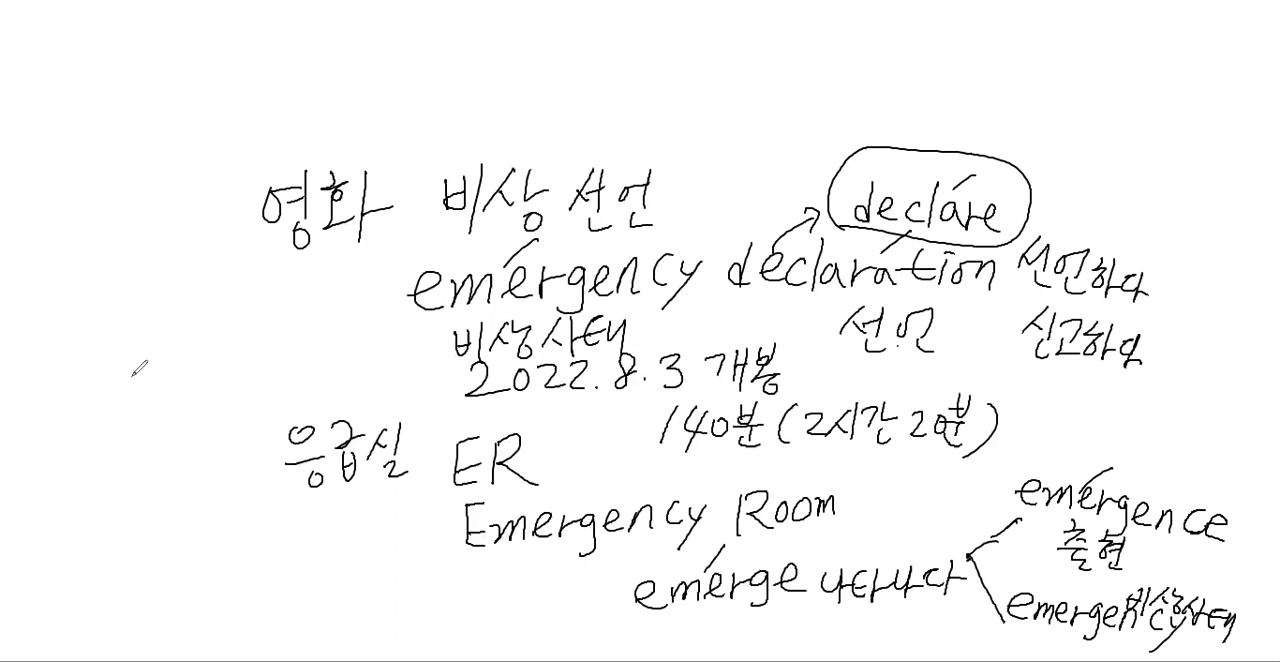 영화 비상선언 declare
emergency declaration 선언하다
비상사태 선언 신고하다
2022.8.3 개봉
140분(2시간 2분)
응급실 ER
Emergency Room
emergence
출현
emerge 나타나다
emergency 비상사태